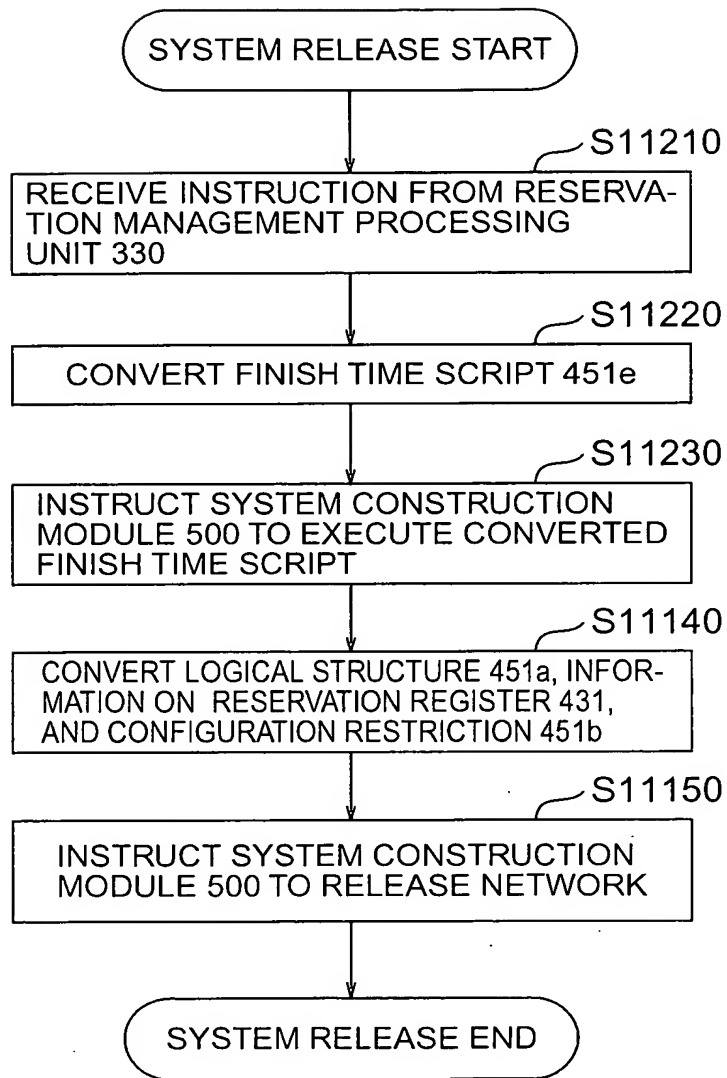 SYSTEM RELEASE START
S11210
RECEIVE INSTRUCTION FROM RESERVA-
TION MANAGEMENT PROCESSING
UNIT 330
S11220
CONVERT FINISH TIME SCRIPT 451e
S11230
INSTRUCT SYSTEM CONSTRUCTION
MODULE 500 TO EXECUTE CONVERTED
FINISH TIME SCRIPT
S11140
CONVERT LOGICAL STRUCTURE 451a, INFOR-
MATION ON RESERVATION REGISTER 431,
AND CONFIGURATION RESTRICTION 451b
S11150
INSTRUCT SYSTEM CONSTRUCTION
MODULE 500 TO RELEASE NETWORK
SYSTEM RELEASE END